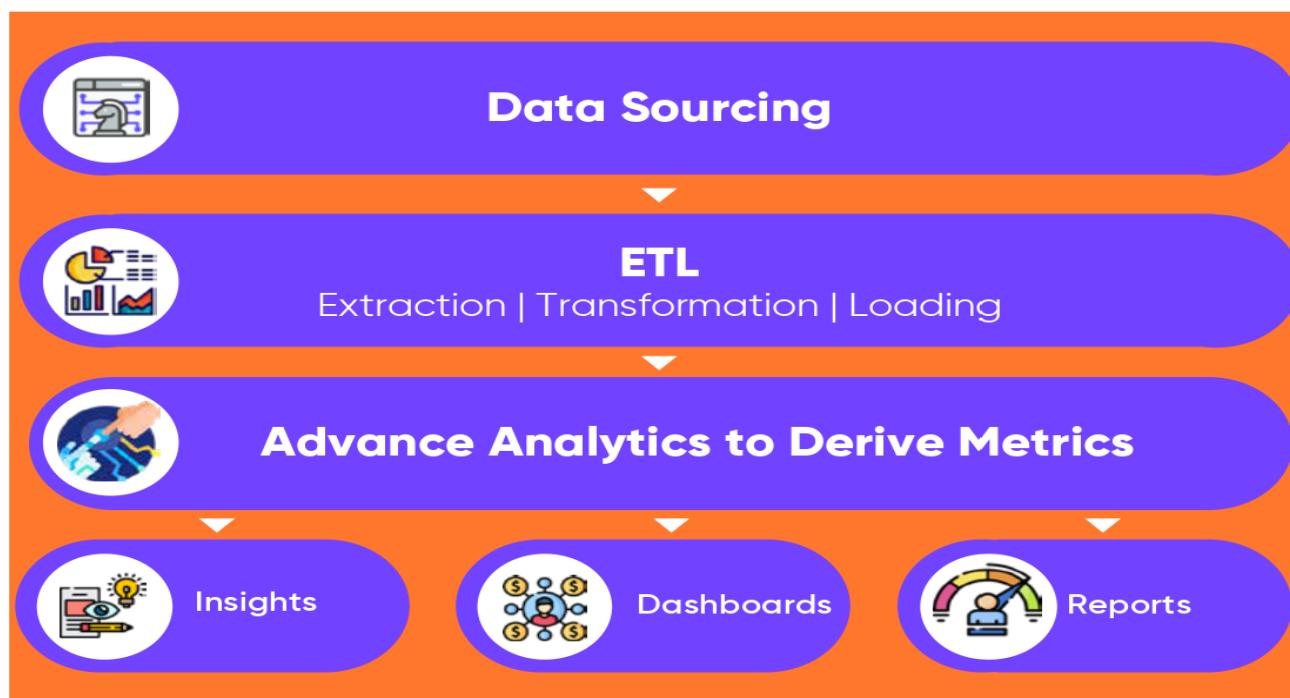 Data Sourcing
ETL
Extraction | Transformation | Loading
Advance Analytics to Derive Metrics
Insights
Dashboards
Reports